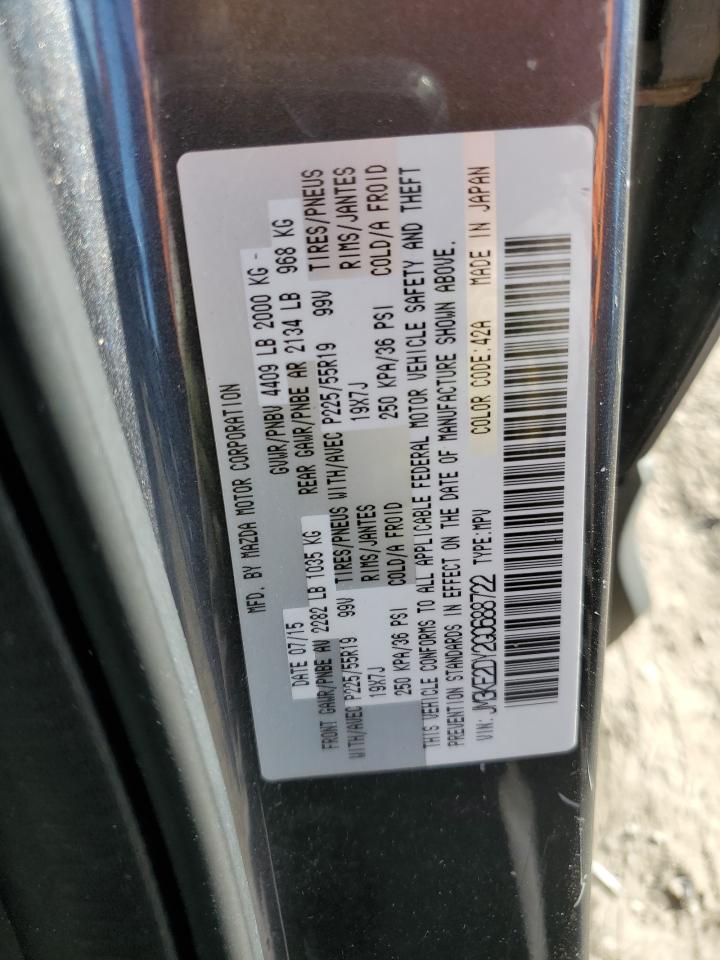 MFD. BY MAZDA MOTOR CORPORATION
DATE 07/15 GVWR/PNBV 4409 LB 2000 KG -
FRONT GAWR/PNBE AV 2282 LB 1035 KG REAR GAWR/PNBE AR 2134 LB 968 KG
WITH/AVEC P225/55R19 99V TIRES/PNEUS WITH/AVEC P225/55R19 99V TIRES/PNEUS
19X7J RIMS/JANTES 19X7J RIMS/JANTES
250 KPA/36 PSI COLD/A FROID 250 KPA/36 PSI COLD/A FROID
THIS VEHICLE CONFORMS TO ALL APPLICABLE FEDERAL MOTOR VEHICLE SAFETY AND THEFT
PREVENTION STANDARDS IN EFFECT ON THE DATE OF MANUFACTURE SHOWN ABOVE.
VIN: JM3KE2DY2G0688722 TYPE:MPV COLOR CODE:42A MADE IN JAPAN